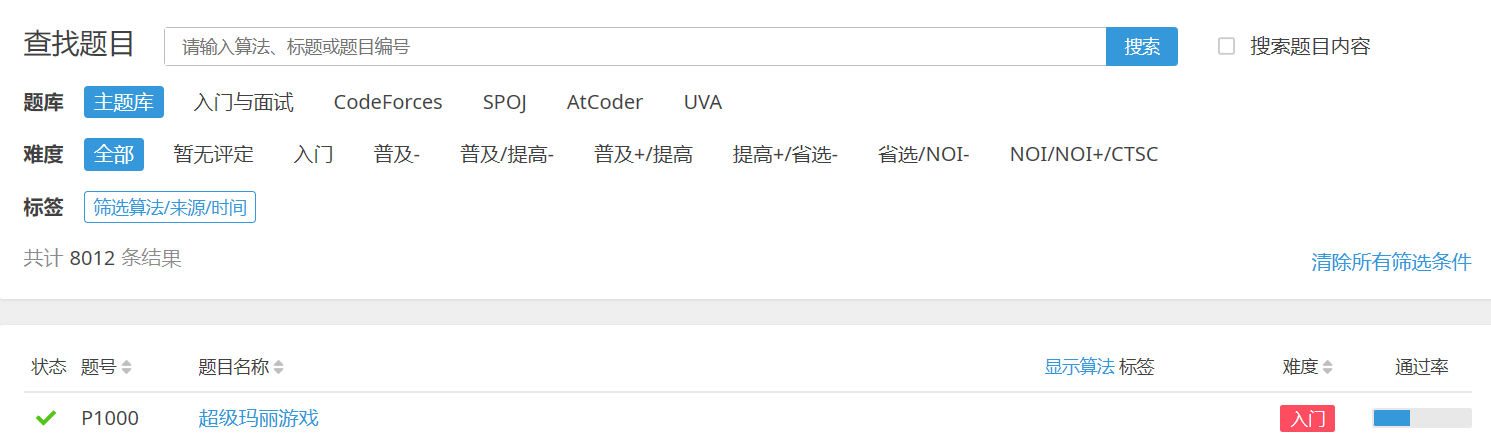 查找题目 请输入算法、标题或题目编号 搜索 搜索题目内容
题库 主题库 入门与面试 CodeForces SPOJ AtCoder UVA
难度 全部 暂无评定 入门 普及- 普及/提高- 普及+/提高 提高+/省选- 省选/NOI- NOI/NOI+/CTSC
标签 筛选算法/来源/时间
共计 8012 条结果 清除所有筛选条件
状态 题号 题目名称 显示算法 标签 难度 通过率
P1000 超级玛丽游戏 入门